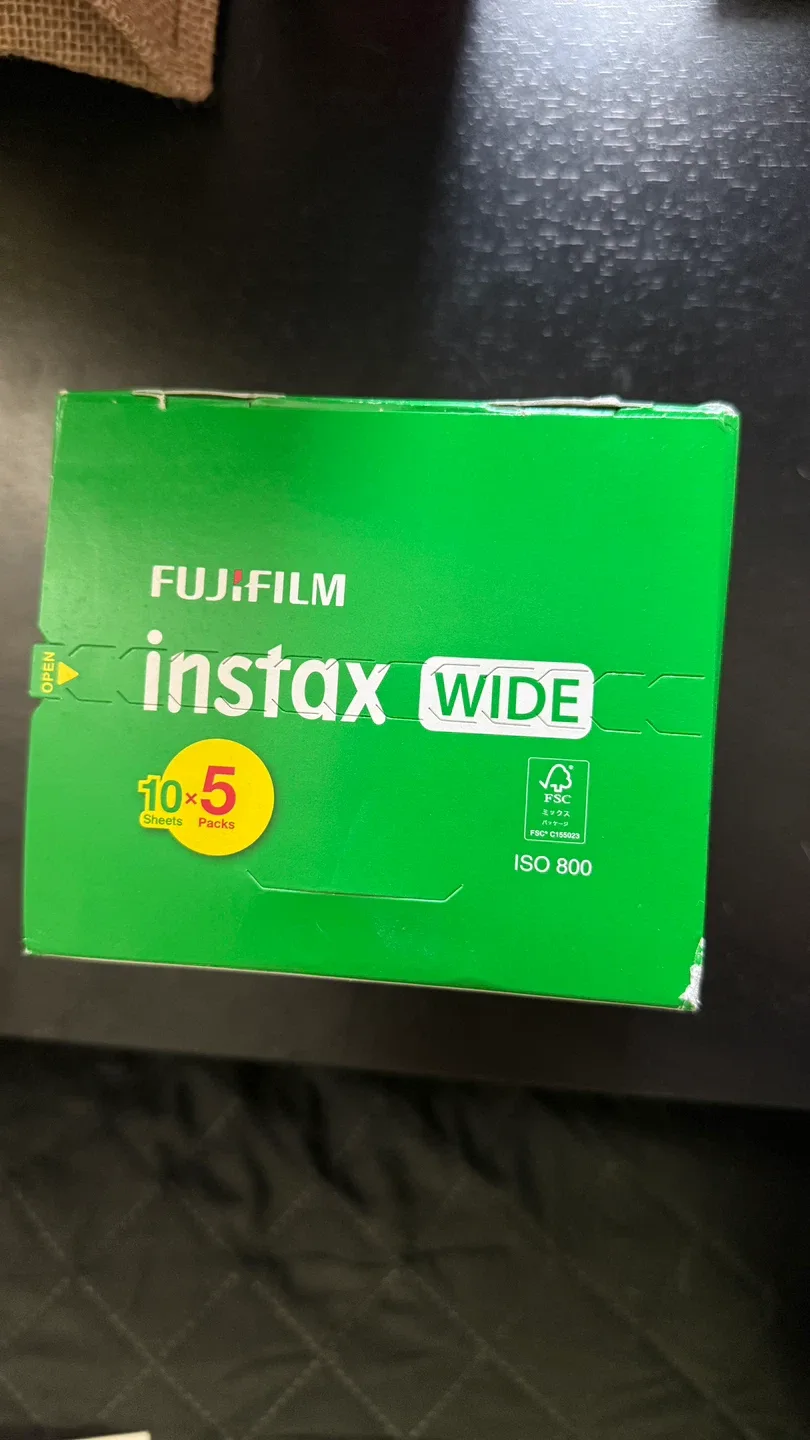 FUJIFILM
instax WIDE
OPEN
10 × 5
Sheets Packs
FSC
ミックス
パッケージ
FSC® C155023
ISO 800